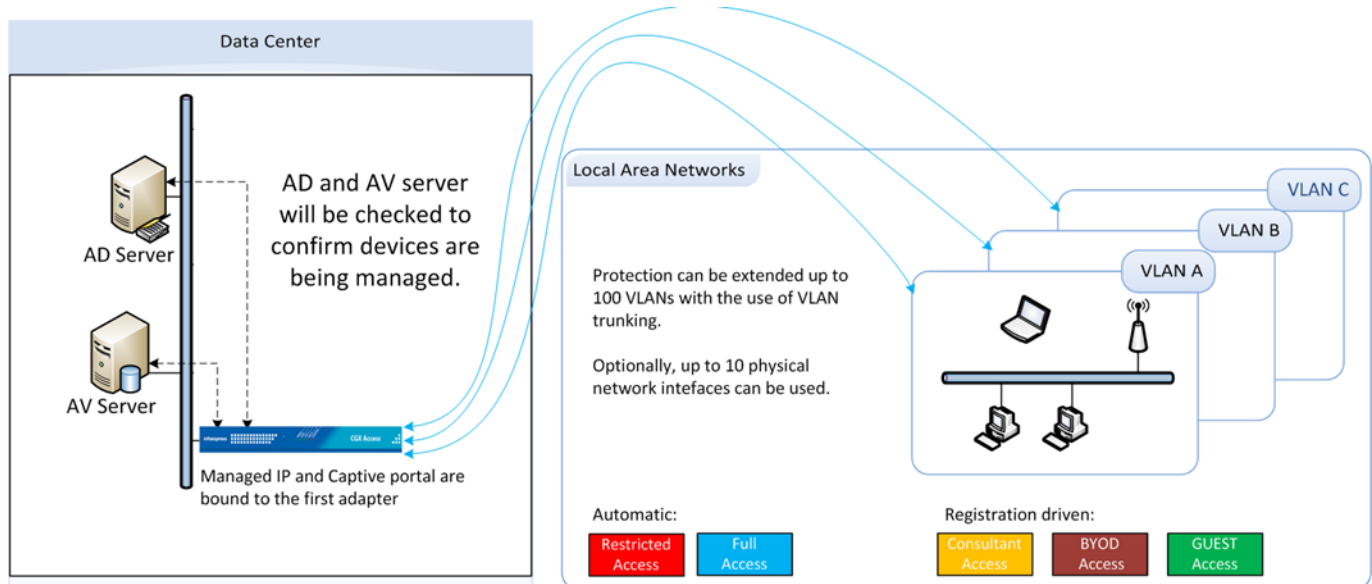 Data Center
AD and AV server
will be checked to
confirm devices are
being managed.
AD Server
AV Server
infoexpress
CGX Access
Managed IP and Captive portal are
bound to the first adapter
Local Area Networks
VLAN C
VLAN B
VLAN A
Protection can be extended up to
100 VLANs with the use of VLAN
trunking.
Optionally, up to 10 physical
network intefaces can be used.
Automatic:
Restricted
Access
Full
Access
Registration driven:
Consultant
Access
BYOD
Access
GUEST
Access